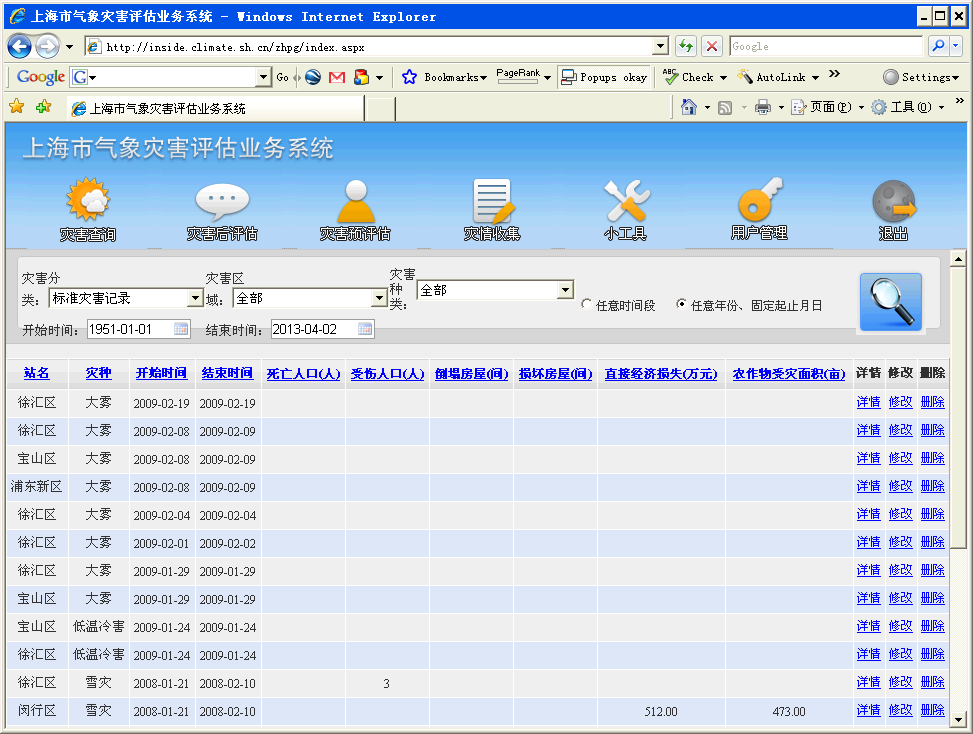 上海市气象灾害评估业务系统 - Windows Internet Explorer
http://inside.climate.sh.cn/zhpg/index.aspx
Google
Google G Go Bookmarks PageRank Popups okay Check AutoLink » Settings
上海市气象灾害评估业务系统 页面(P) 工具(O) »
上海市气象灾害评估业务系统
灾害查询 灾害后评估 灾害预评估 灾情收集 小工具 用户管理 退出
灾害分类: 标准灾害记录 灾害区域: 全部 灾害种类: 全部 任意时间段 任意年份、固定起止月日
开始时间: 1951-01-01 结束时间: 2013-04-02
站名 灾种 开始时间 结束时间 死亡人口(人) 受伤人口(人) 倒塌房屋(间) 损坏房屋(间) 直接经济损失(万元) 农作物受灾面积(亩) 详情 修改 删除
徐汇区 大雾 2009-02-19 2009-02-19 详情 修改 删除
徐汇区 大雾 2009-02-08 2009-02-09 详情 修改 删除
宝山区 大雾 2009-02-08 2009-02-09 详情 修改 删除
浦东新区 大雾 2009-02-08 2009-02-09 详情 修改 删除
徐汇区 大雾 2009-02-04 2009-02-04 详情 修改 删除
徐汇区 大雾 2009-02-01 2009-02-02 详情 修改 删除
徐汇区 大雾 2009-01-29 2009-01-29 详情 修改 删除
宝山区 大雾 2009-01-29 2009-01-29 详情 修改 删除
宝山区 低温冷害 2009-01-24 2009-01-24 详情 修改 删除
徐汇区 低温冷害 2009-01-24 2009-01-24 详情 修改 删除
徐汇区 雪灾 2008-01-21 2008-02-10 3 详情 修改 删除
闵行区 雪灾 2008-01-21 2008-02-10 512.00 473.00 详情 修改 删除